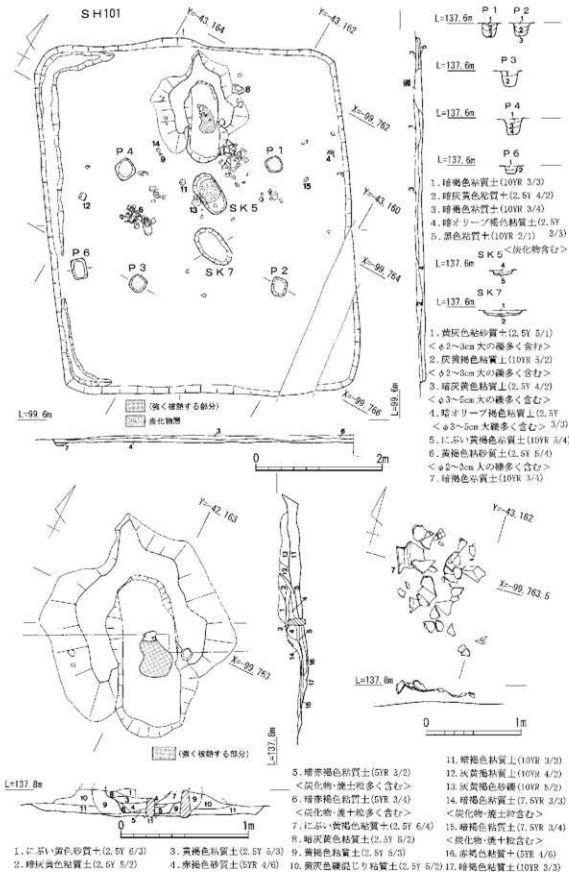 SH101
Y=-43.164
Y=-43.162
L=137.6m
P1
P2
P3
L=137.6m
P4
L=137.6m
P6
L=137.6m
X=-99.762
-43.160
X=-99.764
X=-99.766
P4
P1
SK5
SK7
P6
P3
P2
1.暗褐色粘質土(10YR 3/3)
2.暗灰黄色粘質土(2.5Y 4/2)
3.暗褐色粘質土(10YR 3/4)
4.暗オリーブ褐色粘質土(2.5Y 3/3)
5.黒色粘質土(10YR 2/1)
<炭化物含む>
SK5
L=137.6m
SK7
L=137.6m
1.黄灰色粘砂質土(2.5Y 5/1)
<φ2〜3cm大の礫多く含む>
2.灰黄褐色粘質土(10YR 5/2)
<φ2〜3cm大の礫多く含む>
3.暗灰黄色粘質土(2.5Y 4/2)
<φ3〜5cm大の礫多く含む>
4.暗オリーブ褐色粘質土(2.5Y 3/3)
<φ3〜5cm大礫多く含む>
5.にぶい黄褐色粘質土(10YR 5/4)
6.黄褐色粘砂質土(2.5Y 5/4)
<φ2〜3cm大の礫多く含む>
7.暗褐色粘質土(10YR 3/4)
(強く被熱する部分)
炭化物層
L=99.6m
L=99.6m
0 2m
Y=-42.163
X=-99.763
(強く被熱する部分)
L=137.8m
L=137.8m
0 1m
Y=-43.162
X=-99.763.5
L=137.8m
0 1m
1.にぶい黄色砂質土(2.5Y 6/3)
2.暗灰黄色粘質土(2.5Y 5/2)
3.黄褐色粘質土(2.5Y 5/3)
4.赤褐色砂質土(5YR 4/6)
5.暗赤褐色粘質土(5YR 3/2)
<炭化物・焼土粒多く含む>
6.暗赤褐色粘質土(5YR 3/4)
<炭化物・焼土粒多く含む>
7.にぶい黄褐色粘質土(2.5Y 6/4)
8.暗灰黄色粘質土(2.5Y 5/2)
9.黄褐色粘質土(2.5Y 5/3)
10.黄灰色礫混じり粘質土(2.5Y 5/2)
11.暗褐色粘質土(10YR 3/3)
12.灰黄褐粘質土(10YR 4/2)
13.灰黄褐色砂礫(10YR 5/2)
14.暗褐色粘質土(7.5YR 3/3)
<炭化物・焼土粒含む>
15.暗褐色粘質土(7.5YR 3/4)
<炭化物・焼土粒含む>
16.赤褐色粘質土(5YR 4/6)
17.暗褐色粘質土(10YR 3/3)